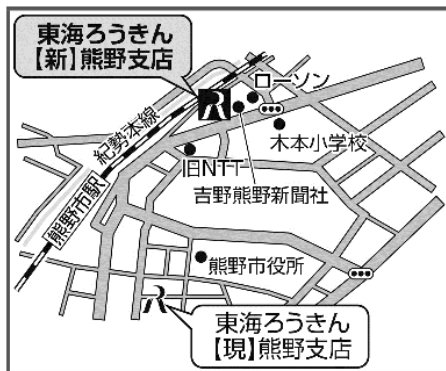 東海ろうきん
【新】熊野支店
ローソン
紀勢本線
木本小学校
旧NTT
吉野熊野新聞社
熊野市駅
熊野市役所
東海ろうきん
【現】熊野支店